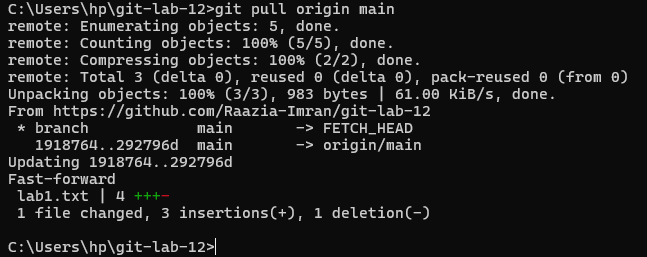 C:\Users\hp\git-lab-12>git pull origin main
remote: Enumerating objects: 5, done.
remote: Counting objects: 100% (5/5), done.
remote: Compressing objects: 100% (2/2), done.
remote: Total 3 (delta 0), reused 0 (delta 0), pack-reused 0 (from 0)
Unpacking objects: 100% (3/3), 983 bytes | 61.00 KiB/s, done.
From https://github.com/Raazia-Imran/git-lab-12
 * branch            main       -> FETCH_HEAD
   1918764..292796d  main       -> origin/main
Updating 1918764..292796d
Fast-forward
 lab1.txt | 4 +++-
 1 file changed, 3 insertions(+), 1 deletion(-)
C:\Users\hp\git-lab-12>